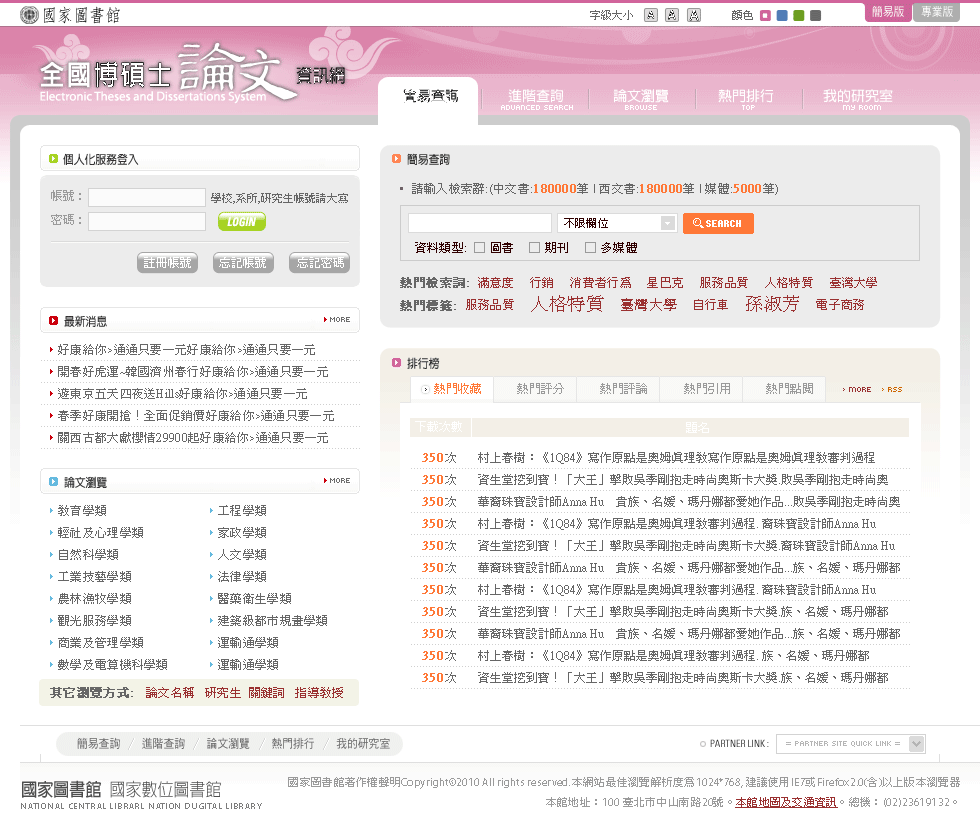 國家圖書館
字級大小 A A A 顏色 簡易版 專業版
全國博碩士論文資訊網
Electronic Theses and Dissertations System
簡易查詢
進階查詢 論文瀏覽 熱門排行 我的研究室
ADVANCED SEARCH BROWSE TOP MY ROOM
個人化服務登入
帳號：
學校,系所,研究生帳號請大寫
密碼：
LOGIN
註冊帳號 忘記帳號 忘記密碼
最新消息 MORE
好康給你>通通只要一元好康給你>通通只要一元
開春好虎運~韓國濟州春行好康給你>通通只要一元
遊東京五天四夜送Hills好康給你>通通只要一元
春季好康開搶！全面促銷價好康給你>通通只要一元
關西古都大獻櫻情29900起好康給你>通通只要一元
論文瀏覽 MORE
教育學類 工程學類
輕社及心理學類 家政學類
自然科學類 人文學類
工業技藝學類 法律學類
農林漁牧學類 醫藥衛生學類
觀光服務學類 建築級都市規畫學類
商業及管理學類 運輸通學類
數學及電算機科學類 運輸通學類
其它瀏覽方式: 論文名稱 研究生 關鍵詞 指導教授
簡易查詢
請輸入檢索辭:(中文書:180000筆 | 西文書:180000筆 | 媒體:5000筆)
不限欄位 SEARCH
資料類型: 圖書 期刊 多媒體
熱門檢索詞: 滿意度 行銷 消費者行為 星巴克 服務品質 人格特質 臺灣大學
熱門標籤: 服務品質 人格特質 臺灣大學 自行車 孫淑芳 電子商務
排行榜
熱門收藏 熱門評分 熱門評論 熱門引用 熱門點閱 MORE RSS
下載次數 題名
350次 村上春樹：《1Q84》寫作原點是奧姆真理教寫作原點是奧姆真理教審判過程
350次 資生堂挖到寶！「大王」擊敗吳季剛抱走時尚奧斯卡大獎.敗吳季剛抱走時尚奧
350次 華裔珠寶設計師Anna Hu 貴族、名媛、瑪丹娜都愛她作品...敗吳季剛抱走時尚奧
350次 村上春樹：《1Q84》寫作原點是奧姆真理教審判過程. 裔珠寶設計師Anna Hu
350次 資生堂挖到寶！「大王」擊敗吳季剛抱走時尚奧斯卡大獎.裔珠寶設計師Anna Hu
350次 華裔珠寶設計師Anna Hu 貴族、名媛、瑪丹娜都愛她作品...族、名媛、瑪丹娜都
350次 村上春樹：《1Q84》寫作原點是奧姆真理教審判過程. 裔珠寶設計師Anna Hu
350次 資生堂挖到寶！「大王」擊敗吳季剛抱走時尚奧斯卡大獎.族、名媛、瑪丹娜都
350次 華裔珠寶設計師Anna Hu 貴族、名媛、瑪丹娜都愛她作品...族、名媛、瑪丹娜都
350次 村上春樹：《1Q84》寫作原點是奧姆真理教審判過程..族、名媛、瑪丹娜都
350次 資生堂挖到寶！「大王」擊敗吳季剛抱走時尚奧斯卡大獎.族、名媛、瑪丹娜都
簡易查詢 / 進階查詢 / 論文瀏覽 / 熱門排行 / 我的研究室
PARTNER LINK : = PARTNER SITE QUICK LINK =
國家圖書館 國家數位圖書館
NATIONAL CENTRAL LIBRARL NATION DUGITAL LIBRARY
國家圖書館著作權聲明Copyright©2010 All rights reserved.本網站最佳瀏覽解析度為1024*768,建議使用IE7或Firefox2.0(含)以上版本瀏覽器
本館地址：100 臺北市中山南路20號。本館地圖及交通資訊。總機：(02)23619132。